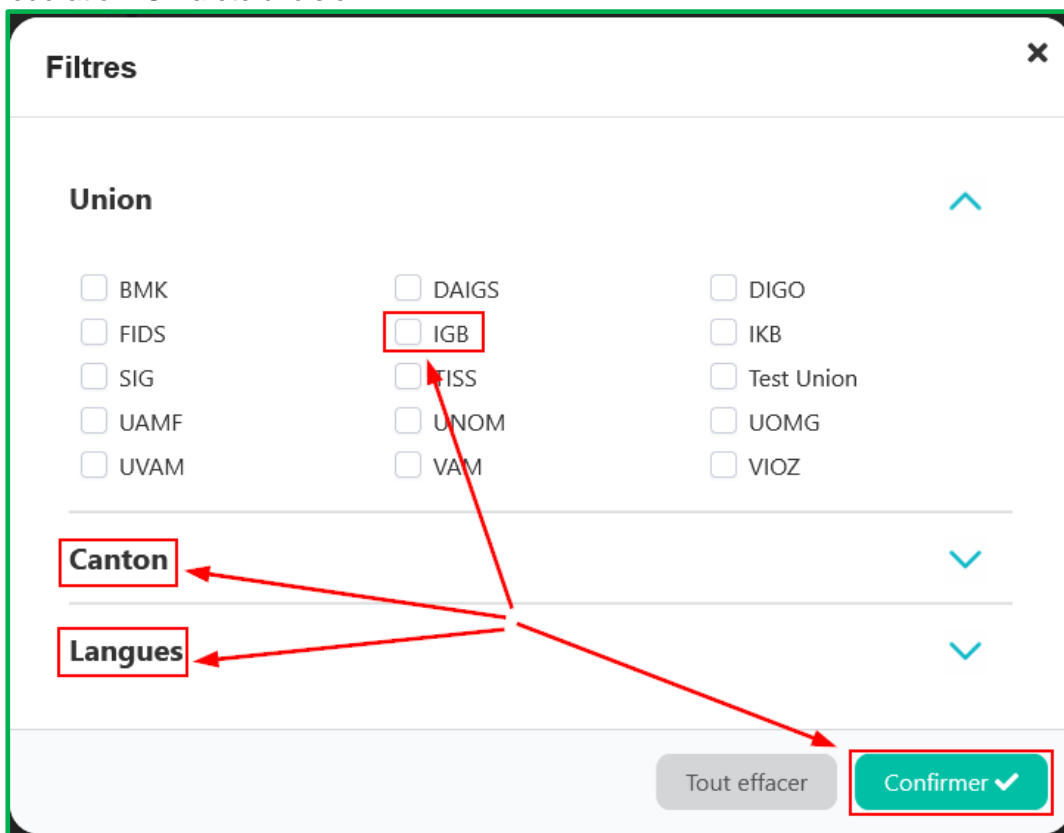 Filtres
Union
BMK DAIGS DIGO
FIDS IGB IKB
SIG TISS Test Union
UAMF UNOM UOMG
UVAM VAM VIOZ
Canton
Langues
Tout effacer Confirmer